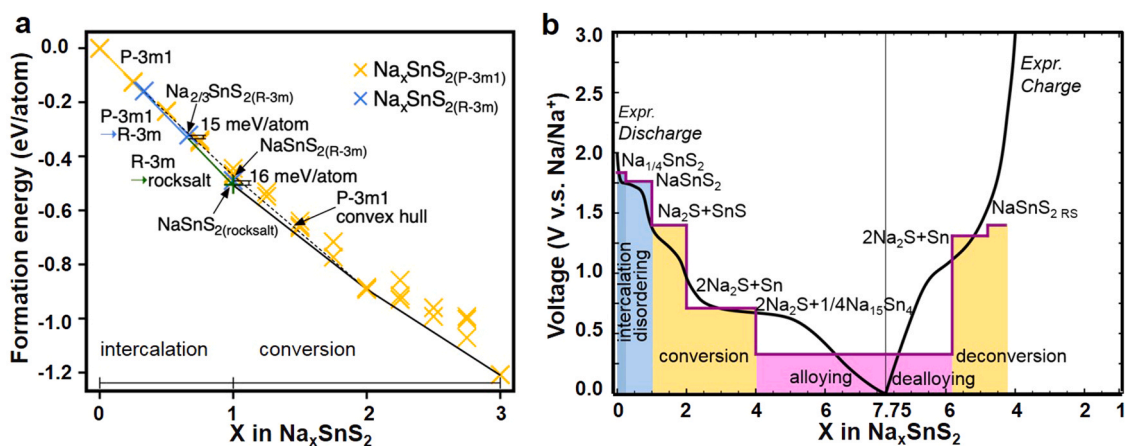 a
Formation energy (eV/atom)
0.0
-0.2
-0.4
-0.6
-0.8
-1.0
-1.2
P-3m1
Na2/3SnS2(R-3m)
NaxSnS2(P-3m1)
NaxSnS2(R-3m)
P-3m1
→R-3m
15 meV/atom
NaSnS2(R-3m)
R-3m
→rocksalt
16 meV/atom
P-3m1
convex hull
NaSnS2(rocksalt)
intercalation
conversion
0
1
2
3
X in NaxSnS2
b
Voltage (V v.s. Na/Na+)
3.0
2.5
2.0
1.5
1.0
0.5
0.0
Expr.
Discharge
Expr.
Charge
Na1/4SnS2
NaSnS2
Na2S+SnS
2Na2S+Sn
2Na2S+1/4Na15Sn4
2Na2S+Sn
NaSnS2 RS
intercalation
disordering
conversion
alloying
dealloying
deconversion
0
2
4
6
7.75
6
4
2
0
1
X in NaxSnS2